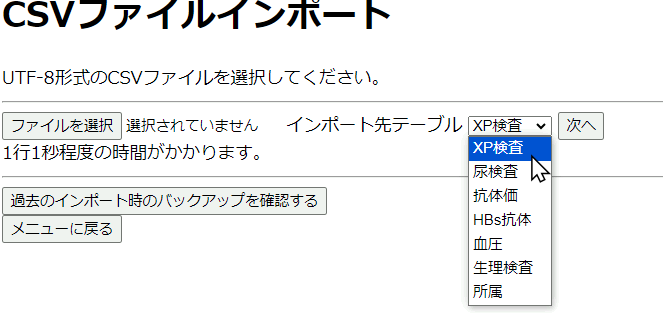 CSVファイルインポート
UTF-8形式のCSVファイルを選択してください。
ファイルを選択 選択されていません インポート先テーブル XP検査 次へ
1行1秒程度の時間がかかります。
XP検査
尿検査
抗体価
HBs抗体
血圧
生理検査
所属
過去のインポート時のバックアップを確認する
メニューに戻る